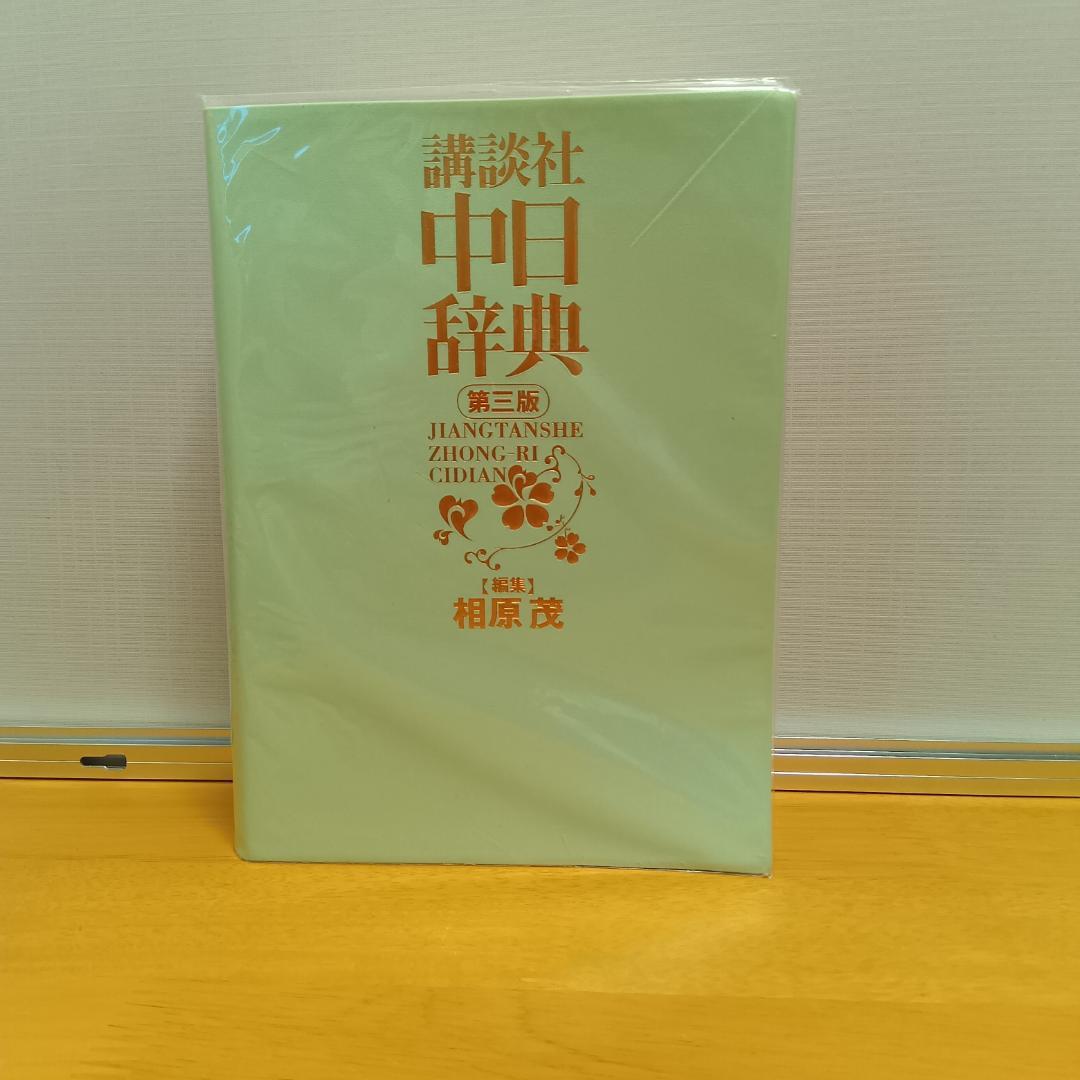 講談社
中日
辞典
第三版
JIANGTANSHE
ZHONG-RI
CIDIAN
【編集】
相原 茂